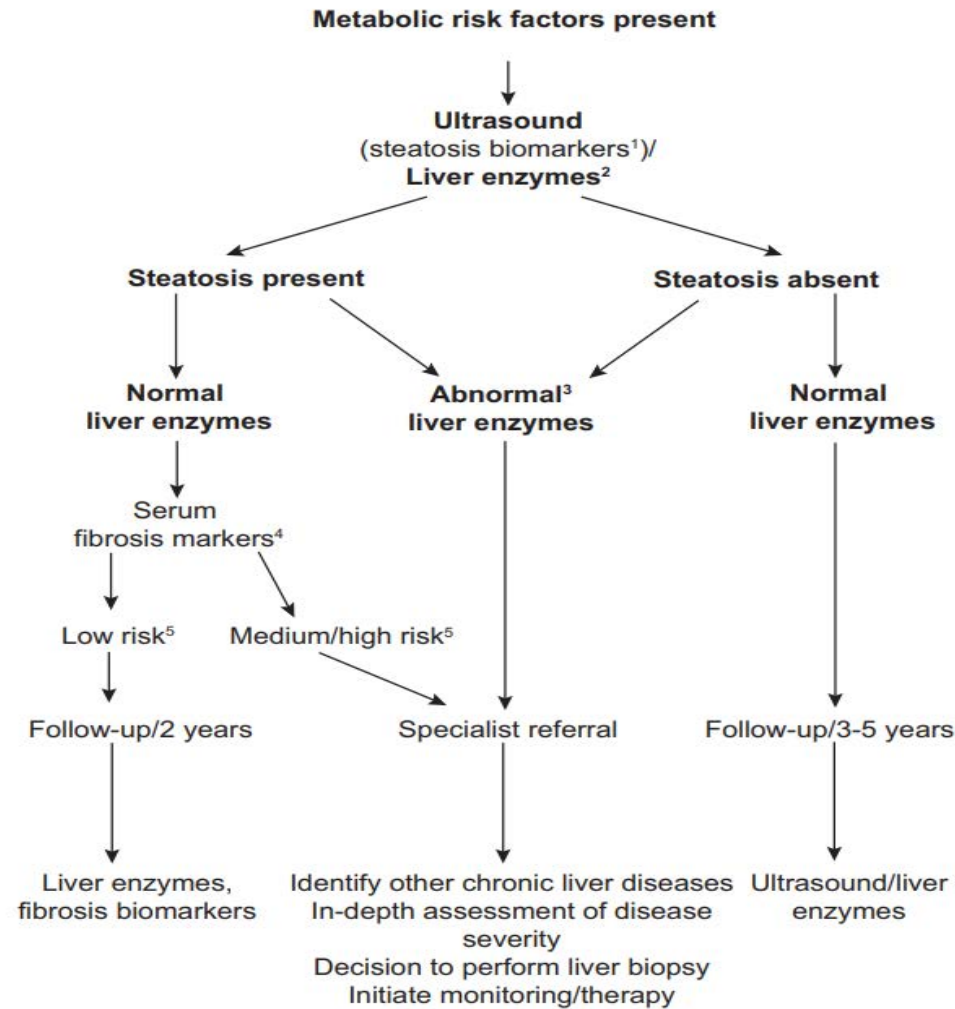 Metabolic risk factors present
Ultrasound
(steatosis biomarkers¹)/
Liver enzymes²
Steatosis present
Steatosis absent
Normal
liver enzymes
Abnormal³
liver enzymes
Normal
liver enzymes
Serum
fibrosis markers⁴
Low risk⁵
Medium/high risk⁵
Follow-up/2 years
Specialist referral
Follow-up/3-5 years
Liver enzymes,
fibrosis biomarkers
Identify other chronic liver diseases
In-depth assessment of disease
severity
Decision to perform liver biopsy
Initiate monitoring/therapy
Ultrasound/liver
enzymes